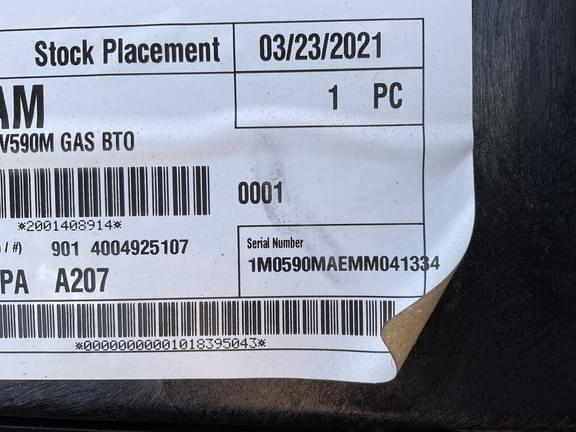 Stock Placement 03/23/2021
1 PC
AM
V590M GAS BTO
0001
*2001408914*
/ #) 901 4004925107
Serial Number
1M0590MAEMM041334
PA A207
*00000000001018395043*